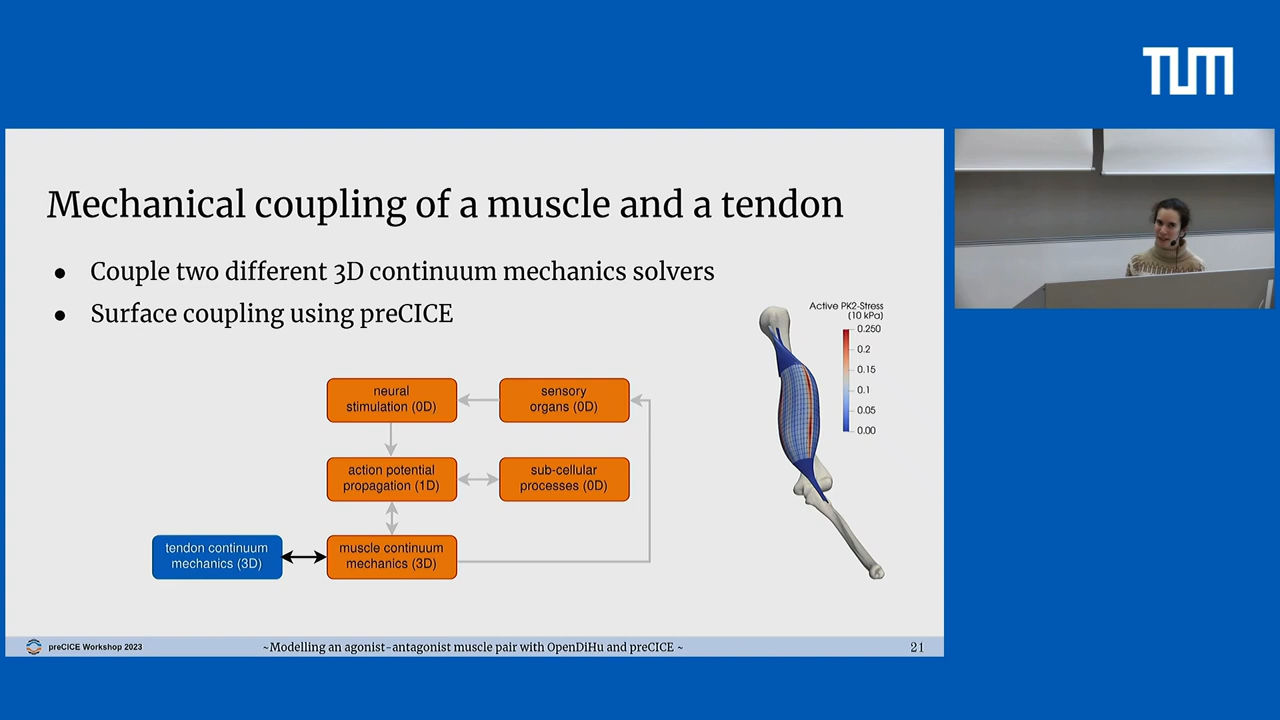 TUM
Mechanical coupling of a muscle and a tendon
● Couple two different 3D continuum mechanics solvers
● Surface coupling using preCICE
Active PK2-Stress
(10 kPa)
0.250
0.2
0.15
0.1
0.05
0.00
neural
stimulation (0D)
sensory
organs (0D)
action potential
propagation (1D)
sub-cellular
processes (0D)
tendon continuum
mechanics (3D)
muscle continuum
mechanics (3D)
preCICE Workshop 2023
~Modelling an agonist-antagonist muscle pair with OpenDiHu and preCICE ~
21